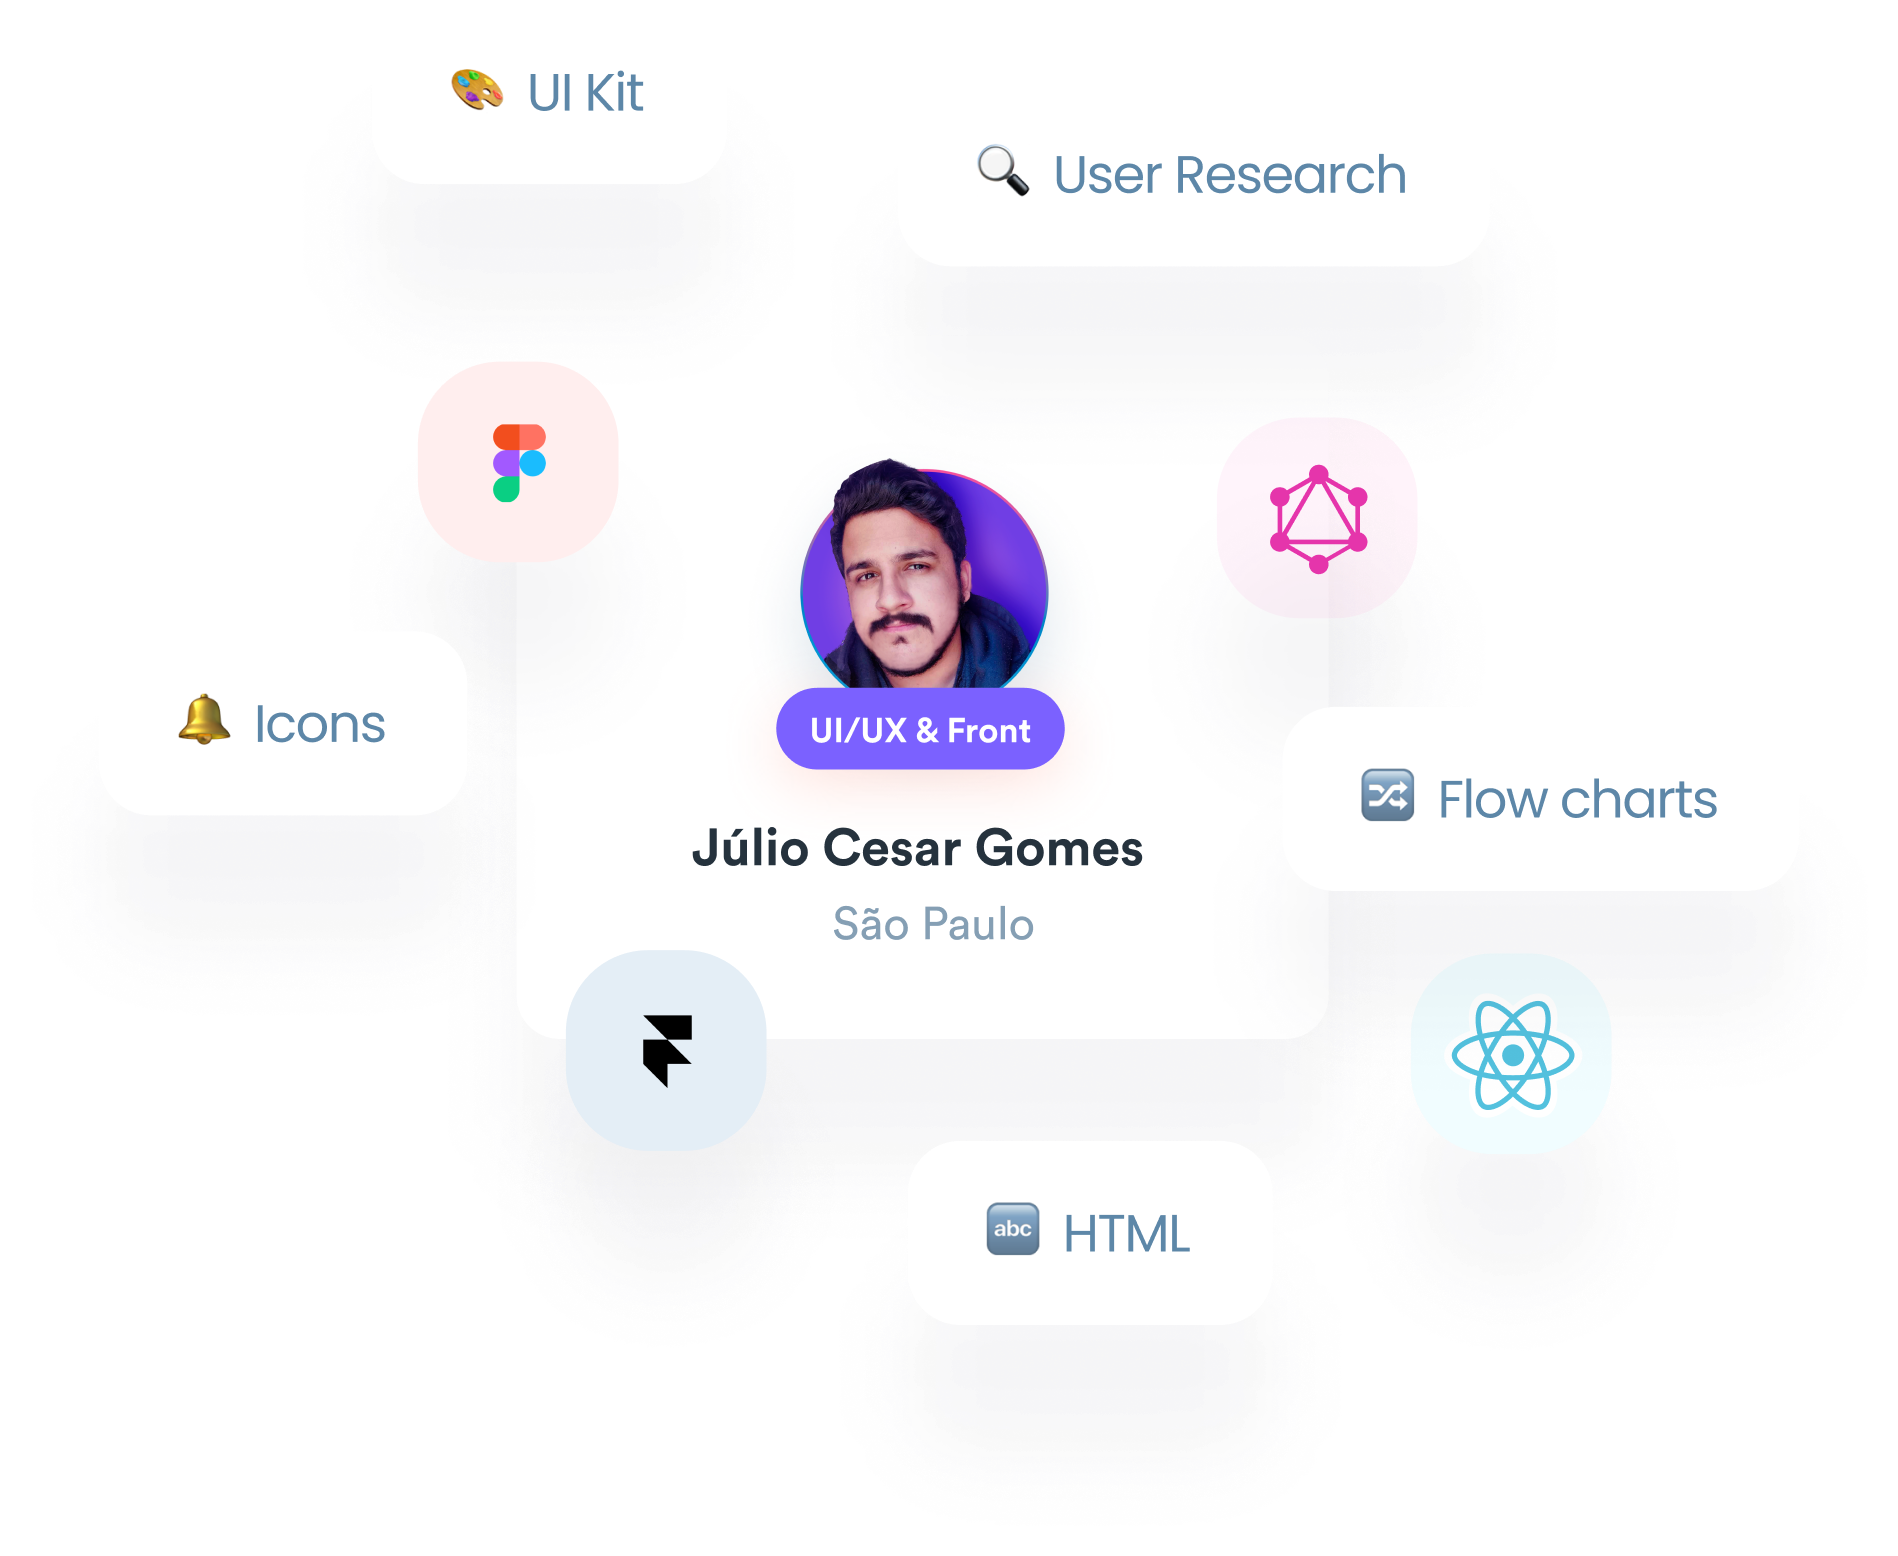 UI Kit
User Research
Icons
UI/UX & Front
Flow charts
Júlio Cesar Gomes
São Paulo
abc HTML